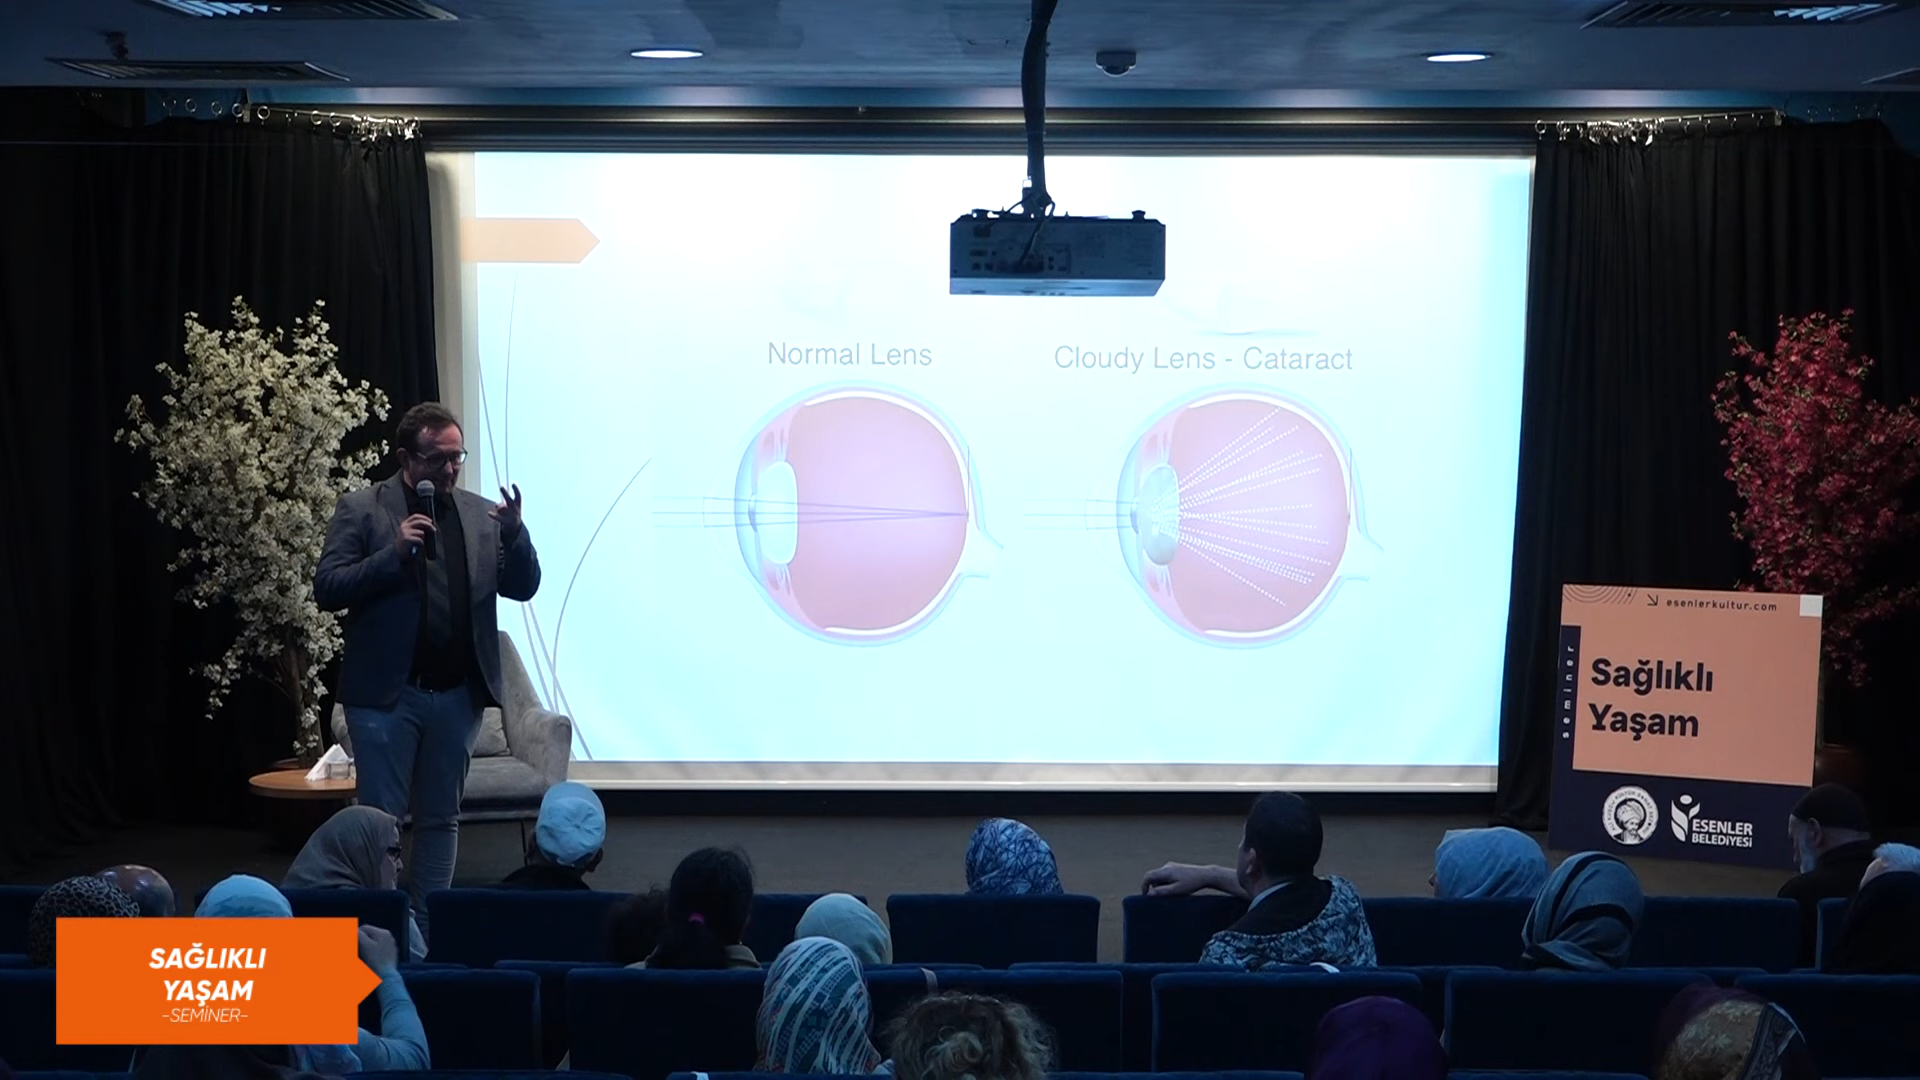 Normal Lens
Cloudy Lens - Cataract
esenlerkultur.com
seminer
Sağlıklı
Yaşam
ESENLER
BELEDİYESİ
SAĞLIKLI
YAŞAM
-SEMİNER-